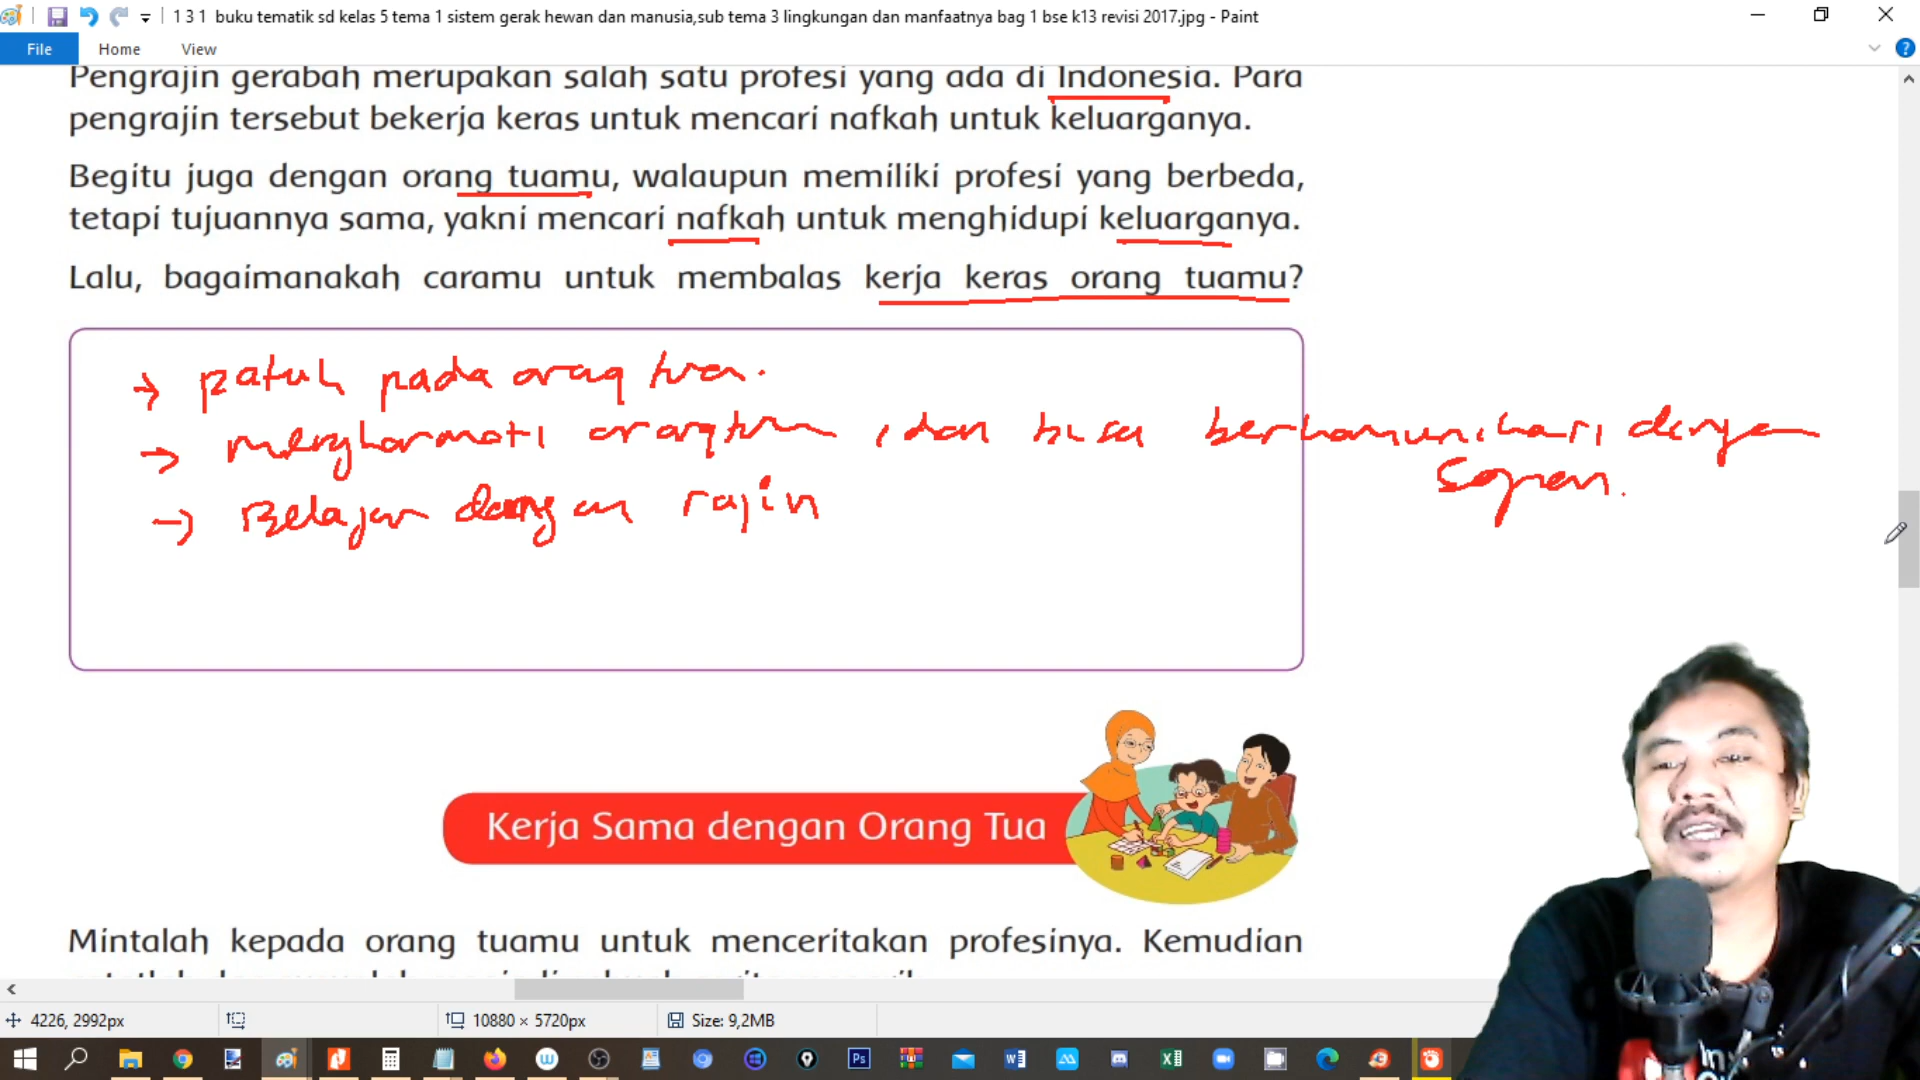 1 3 1 buku tematik sd kelas 5 tema 1 sistem gerak hewan dan manusia,sub tema 3 lingkungan dan manfaatnya bag 1 bse k13 revisi 2017.jpg - Paint
File Home View
Pengrajin gerabah merupakan salah satu profesi yang ada di Indonesia. Para
pengrajin tersebut bekerja keras untuk mencari nafkah untuk keluarganya.
Begitu juga dengan orang tuamu, walaupun memiliki profesi yang berbeda,
tetapi tujuannya sama, yakni mencari nafkah untuk menghidupi keluarganya.
Lalu, bagaimanakah caramu untuk membalas kerja keras orang tuamu?
→ patuh pada orang tua.
→ menghormati orangtua, dan bisa berkomunikasi dengan
sopan.
→ Belajar dengan rajin
Kerja Sama dengan Orang Tua
Mintalah kepada orang tuamu untuk menceritakan profesinya. Kemudian
4226, 2992px 10880 × 5720px Size: 9,2MB